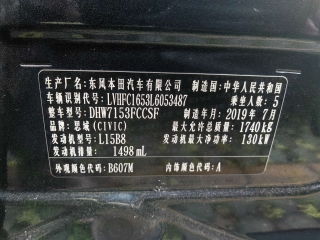 生产厂名: 东风本田汽车有限公司 制造国: 中华人民共和国
车辆识别代号: LVHFC1653L6053487 乘坐人数: 5
整车型号: DHW7153FCCSF 制造年月: 2019年 7月
品牌: 思域(CIVIC) 最大允许总质量: 1740kg
发动机型号: L15B8 发动机最大净功率: 130kW
发动机排量: 1498 mL
外观颜色代码: B607M 内饰颜色代码: A